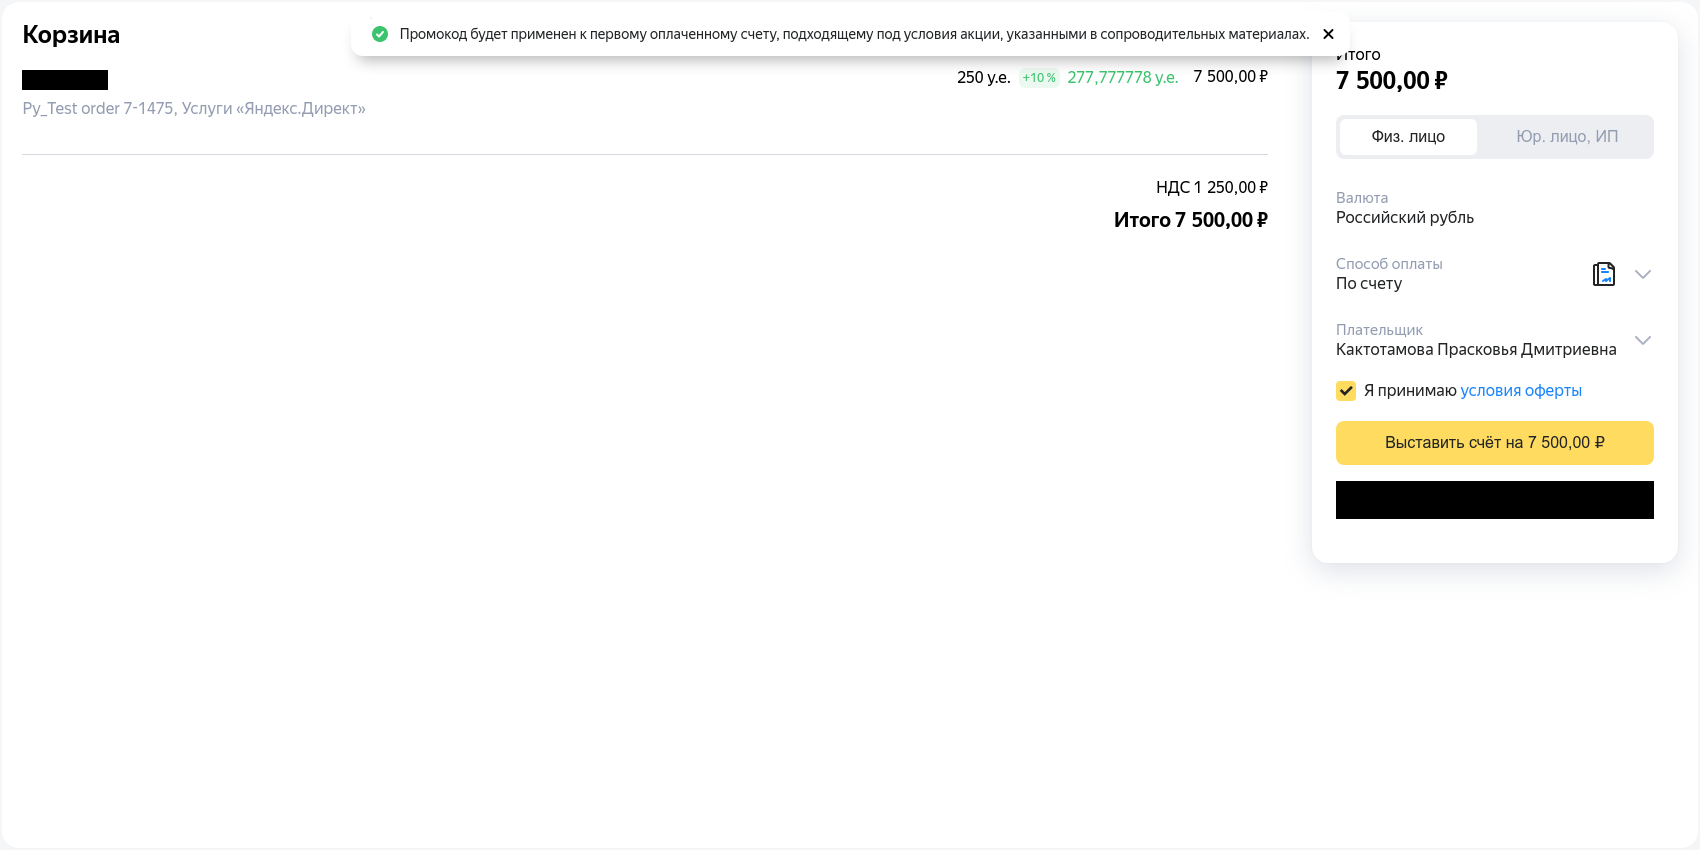 Корзина
Промокод будет применен к первому оплаченному счету, подходящему под условия акции, указанными в сопроводительных материалах.
250 у.е. +10 % 277,777778 у.е. 7 500,00 ₽
Py_Test order 7-1475, Услуги «Яндекс.Директ»
НДС 1 250,00 ₽
Итого 7 500,00 ₽
Итого
7 500,00 ₽
Физ. лицо
Юр. лицо, ИП
Валюта
Российский рубль
Способ оплаты
По счету
Плательщик
Кактотамова Прасковья Дмитриевна
Я принимаю условия оферты
Выставить счёт на 7 500,00 ₽